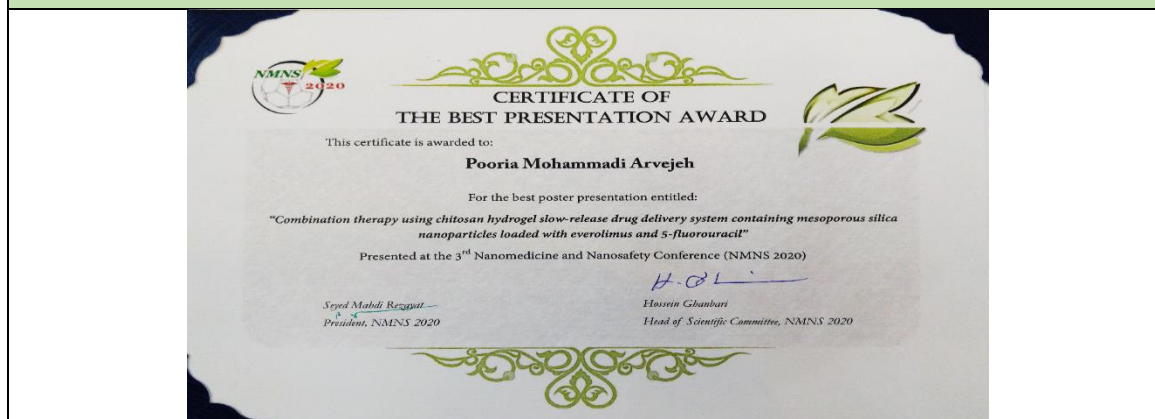 NMNS
2020
CERTIFICATE OF
THE BEST PRESENTATION AWARD
This certificate is awarded to:
Pooria Mohammadi Arvejeh
For the best poster presentation entitled:
"Combination therapy using chitosan hydrogel slow-release drug delivery system containing mesoporous silica
nanoparticles loaded with everolimus and 5-fluorouracil"
Presented at the 3rd Nanomedicine and Nanosafety Conference (NMNS 2020)
Seyed Mahdi Rezayat
President, NMNS 2020
Hossein Ghanbari
Head of Scientific Committee, NMNS 2020